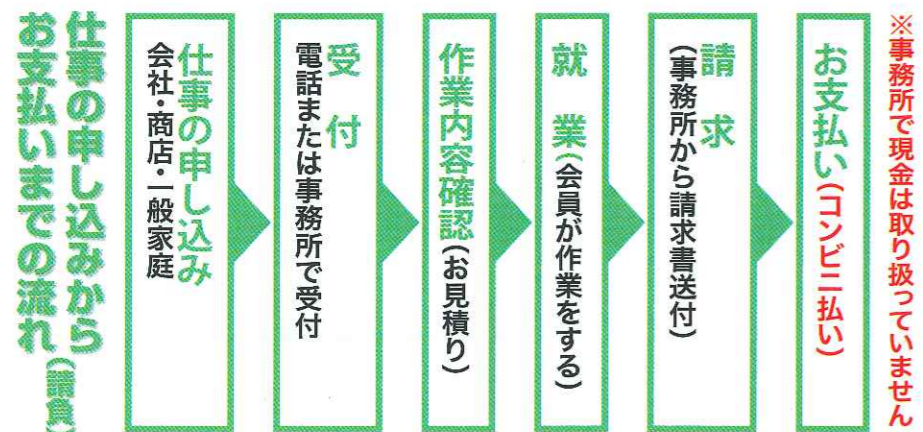 仕事の申し込みから
お支払いまでの流れ(請負)
仕事の申し込み
会社・商店・一般家庭
受付
電話または事務所で受付
作業内容確認(お見積り)
就業(会員が作業をする)
請求
(事務所から請求書送付)
お支払い(コンビニ払い)
※事務所で現金は取り扱っていません